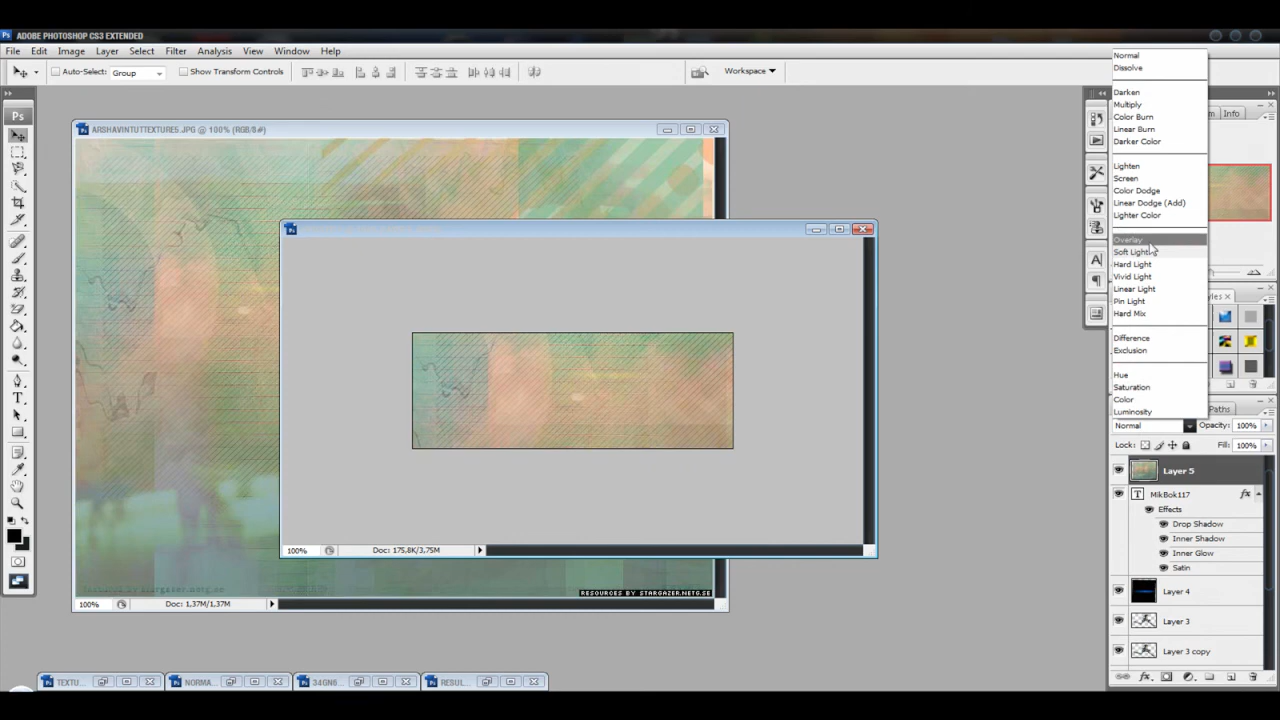 Ps ADOBE PHOTOSHOP CS3 EXTENDED
File Edit Image Layer Select Filter Analysis View Window Help
Auto-Select: Group Show Transform Controls Workspace
Normal
Dissolve
Darken
Multiply
Color Burn
Linear Burn
Darker Color
Lighten
Screen
Color Dodge
Linear Dodge (Add)
Lighter Color
Overlay
Soft Light
Hard Light
Vivid Light
Linear Light
Pin Light
Hard Mix
Difference
Exclusion
Hue
Saturation
Color
Luminosity
Info
Ps
ARSHAVINTUTTEXTURE5.JPG @ 100% (RGB/8#)
yles x
Paths
Normal Opacity: 100%
Lock: Fill: 100%
Layer 5
T MikBok117 fx
Effects
Drop Shadow
Inner Shadow
Inner Glow
Satin
Layer 4
Layer 3
Layer 3 copy
100% Doc: 175,8K/3,75M
RESOURCES BY STARGAZER.NETG.SE
100% Doc: 1,37M/1,37M
TEXTU... NORMA... 34GN6... RESUL...